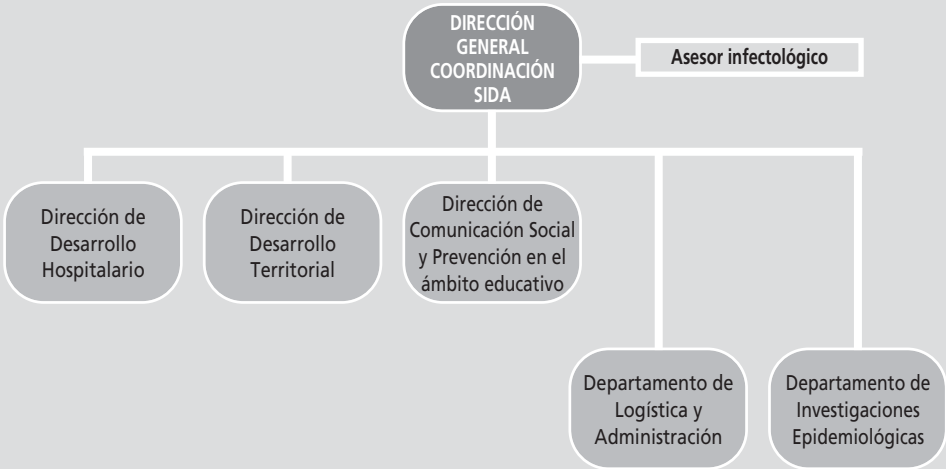 DIRECCIÓN
GENERAL
COORDINACIÓN
SIDA
Asesor infectológico
Dirección de
Desarrollo
Hospitalario
Dirección de
Desarrollo
Territorial
Dirección de
Comunicación Social
y Prevención en el
ámbito educativo
Departamento de
Logística y
Administración
Departamento de
Investigaciones
Epidemiológicas